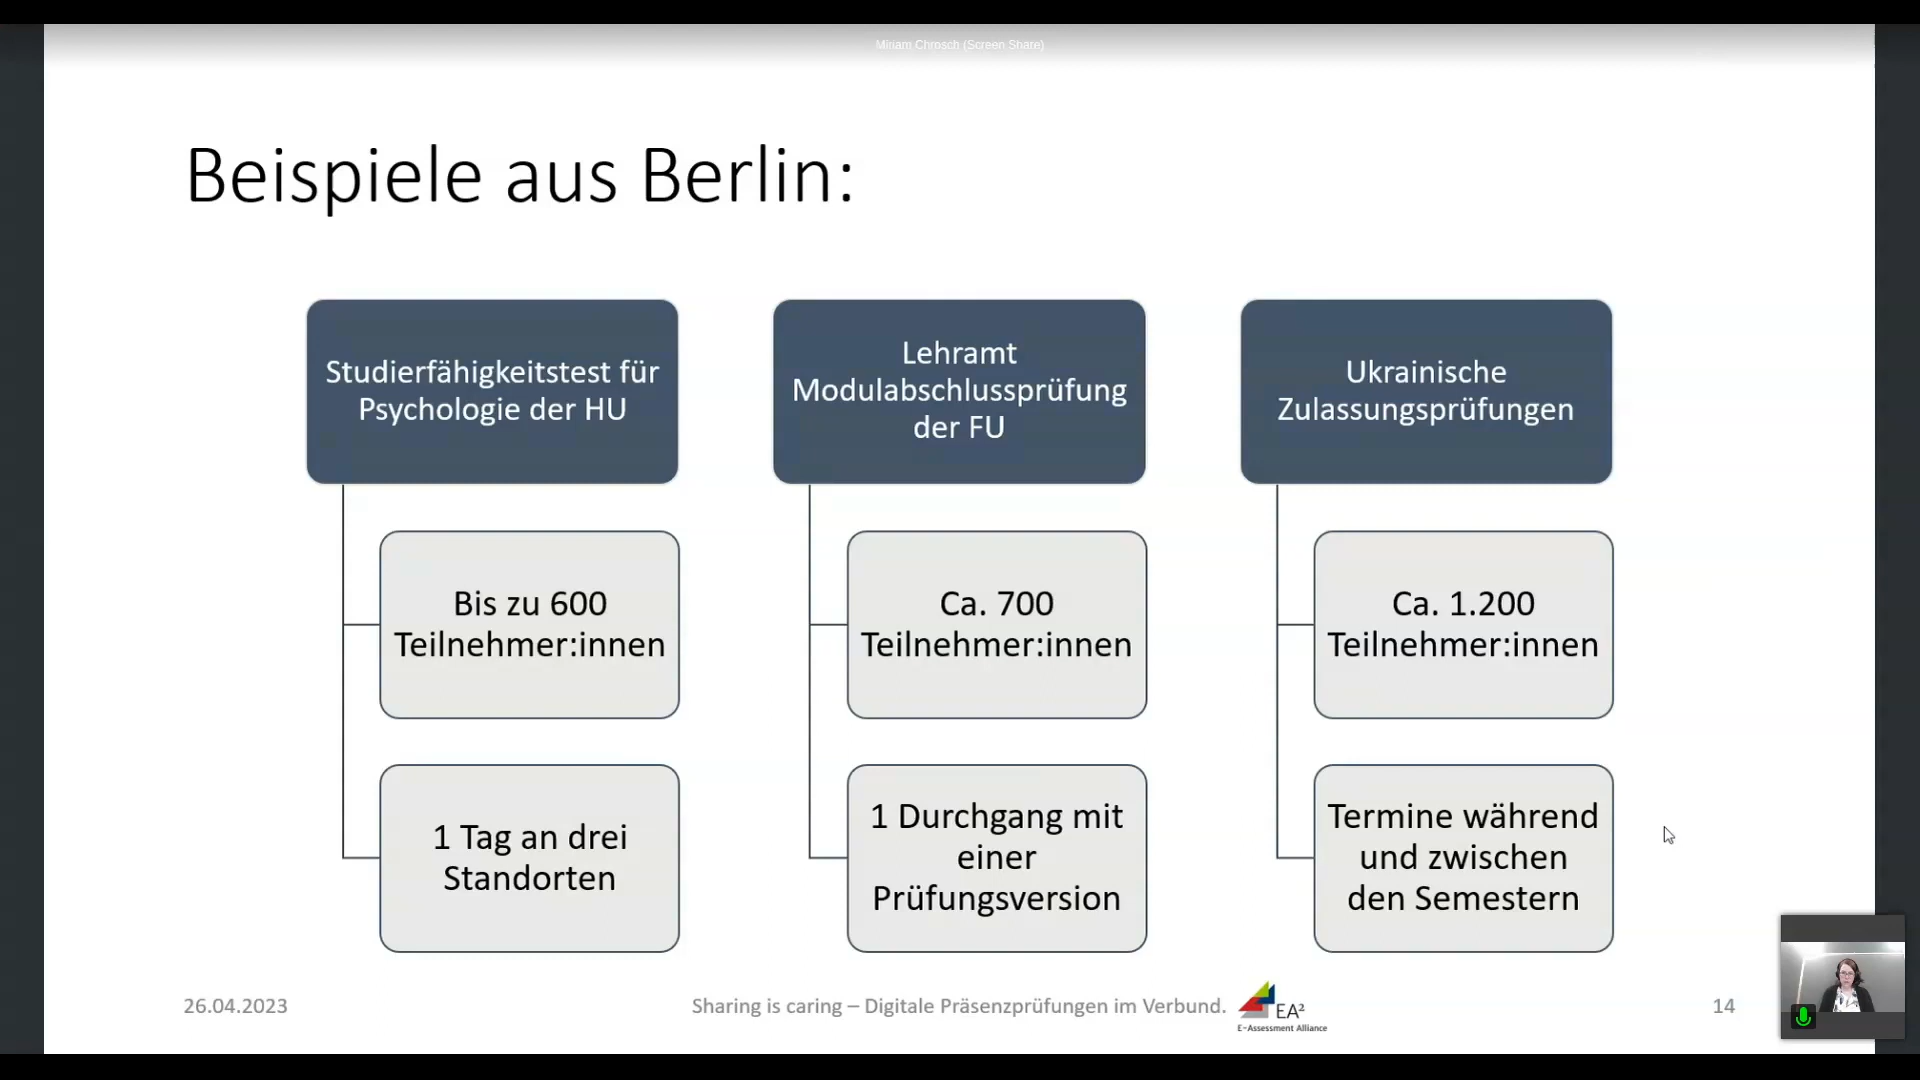 Miriam Chrosch (Screen Share)
Beispiele aus Berlin:
Studierfähigkeitstest für
Psychologie der HU
Bis zu 600
Teilnehmer:innen
1 Tag an drei
Standorten
Lehramt
Modulabschlussprüfung
der FU
Ca. 700
Teilnehmer:innen
1 Durchgang mit
einer
Prüfungsversion
Ukrainische
Zulassungsprüfungen
Ca. 1.200
Teilnehmer:innen
Termine während
und zwischen
den Semestern
26.04.2023
Sharing is caring – Digitale Präsenzprüfungen im Verbund.
EA²
E-Assessment Alliance
14